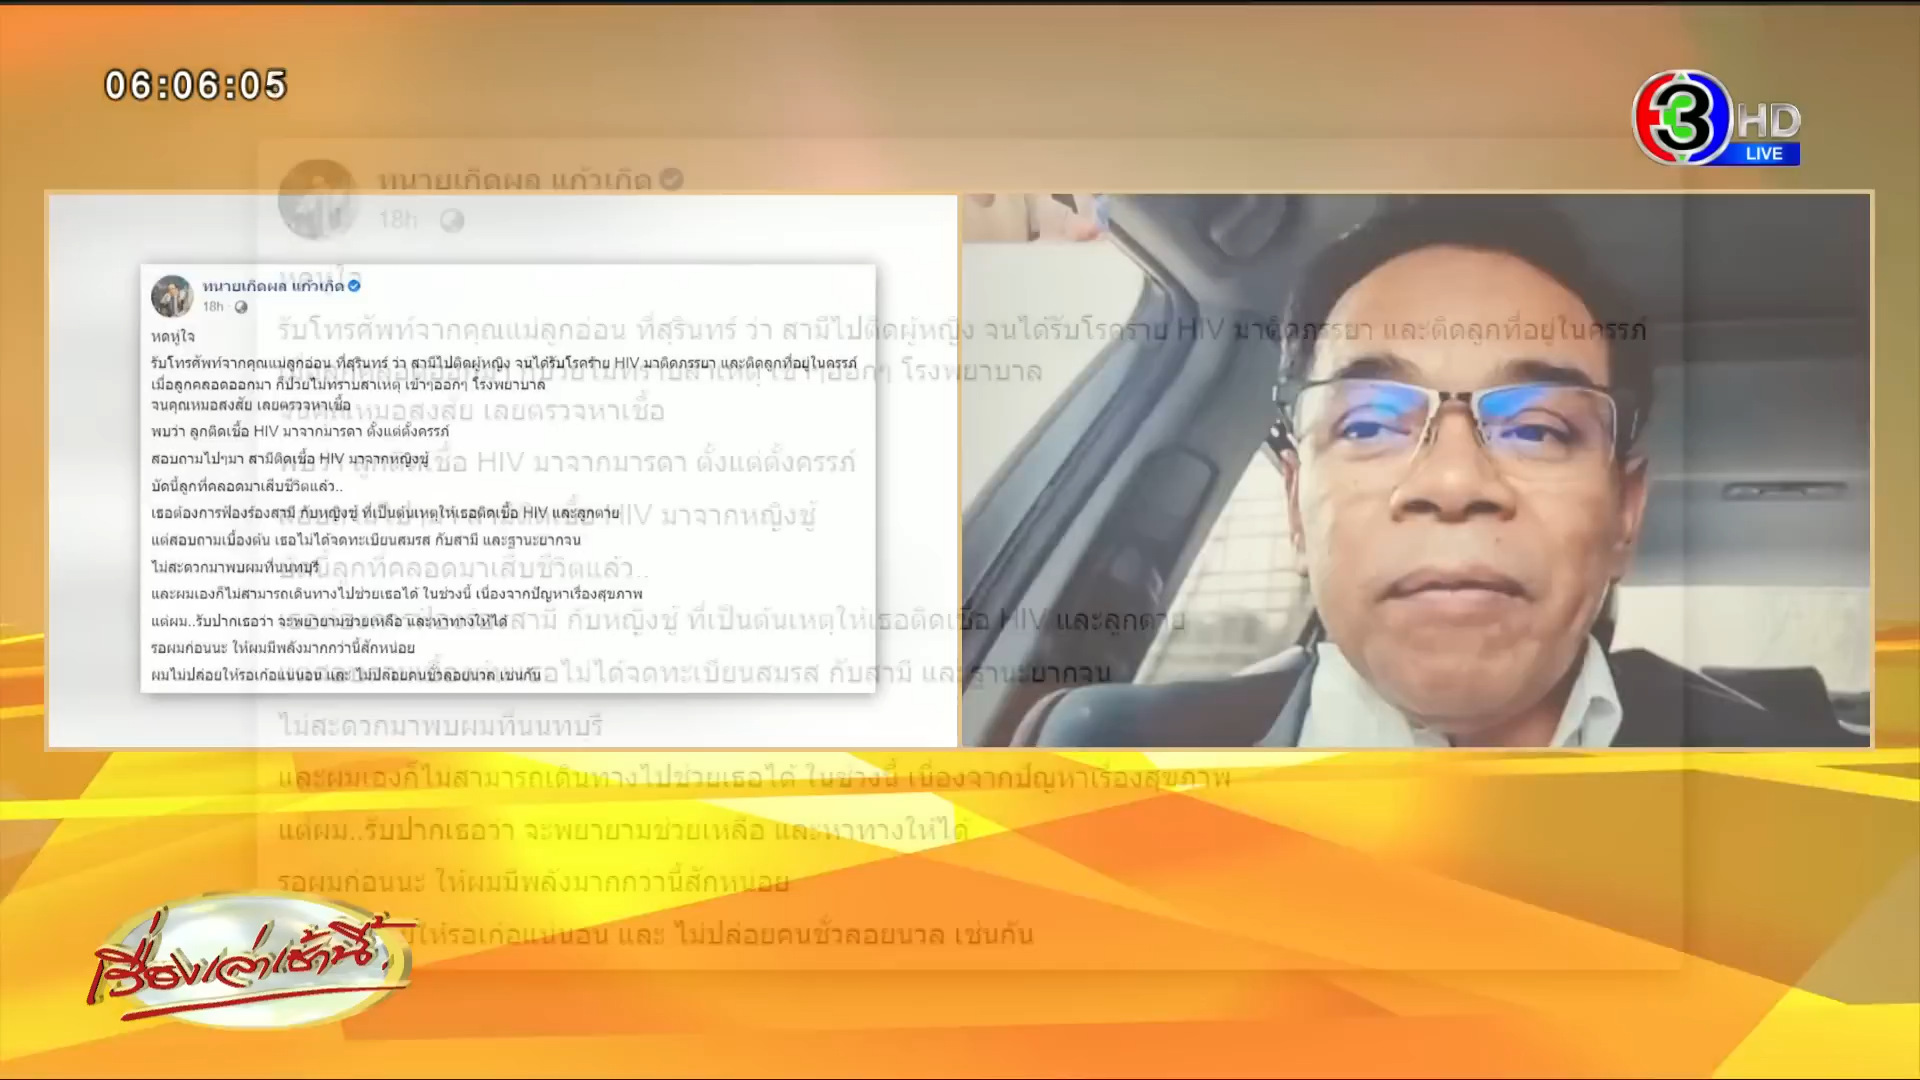 06:06:05
3 HD
LIVE
ทนายเกิดผล แก้วเกิด
18h
หดหู่ใจ
รับโทรศัพท์จากคุณแม่ลูกอ่อน ที่สุรินทร์ ว่า สามีไปติดผู้หญิง จนได้รับโรคร้าย HIV มาติดภรรยา และติดลูกที่อยู่ในครรภ์
เมื่อลูกคลอดออกมา ก็ป่วยไม่ทราบสาเหตุ เข้าๆออกๆ โรงพยาบาล
จนคุณหมอสงสัย เลยตรวจหาเชื้อ
พบว่า ลูกติดเชื้อ HIV มาจากมารดา ตั้งแต่ตั้งครรภ์
สอบถามไปๆมา สามีติดเชื้อ HIV มาจากหญิงชู้
บัดนี้ลูกที่คลอดมาเสียชีวิตแล้ว..
เธอต้องการฟ้องร้องสามี กับหญิงชู้ ที่เป็นต้นเหตุให้เธอติดเชื้อ HIV และลูกตาย
แต่สอบถามเบื้องต้น เธอไม่ได้จดทะเบียนสมรส กับสามี และฐานะยากจน
ไม่สะดวกมาพบผมที่นนทบุรี
และผมเองก็ไม่สามารถเดินทางไปช่วยเธอได้ ในช่วงนี้ เนื่องจากปัญหาเรื่องสุขภาพ
แต่ผม..รับปากเธอว่า จะพยายามช่วยเหลือ และหาทางให้ได้
รอผมก่อนนะ ให้ผมมีพลังมากกว่านี้สักหน่อย
ผมไม่ปล่อยให้รอเก้อแน่นอน และ ไม่ปล่อยคนชั่วลอยนวล เช่นกัน
เรื่องเล่าเช้านี้